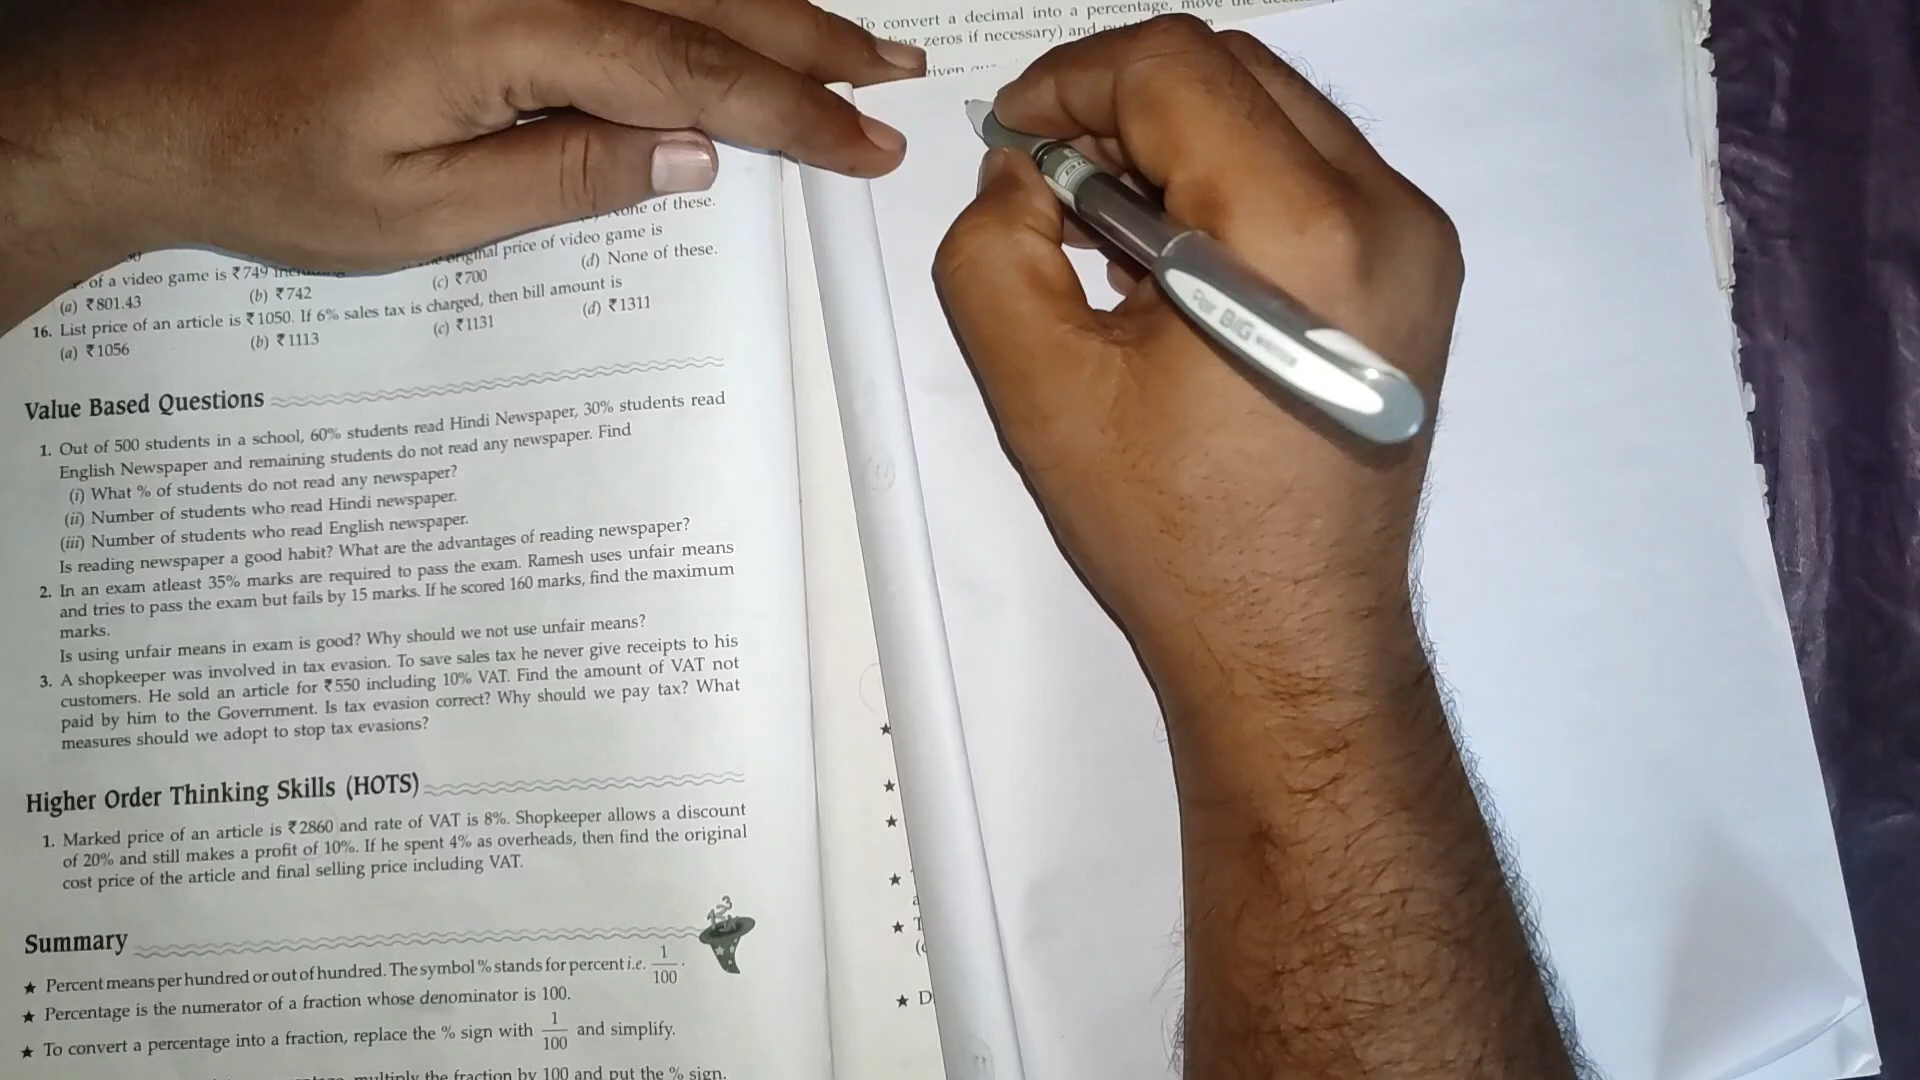 To convert a decimal into a percentage, move the
zeros if necessary) and
None of these.
of a video game is ₹749 original price of video game is
(a) ₹801.43 (b) ₹742 (c) ₹700 (d) None of these.
16. List price of an article is ₹1050. If 6% sales tax is charged, then bill amount is
(a) ₹1056 (b) ₹1113 (c) ₹1131 (d) ₹1311
Value Based Questions
1. Out of 500 students in a school, 60% students read Hindi Newspaper, 30% students read
English Newspaper and remaining students do not read any newspaper. Find
(i) What % of students do not read any newspaper?
(ii) Number of students who read Hindi newspaper.
(iii) Number of students who read English newspaper.
Is reading newspaper a good habit? What are the advantages of reading newspaper?
2. In an exam atleast 35% marks are required to pass the exam. Ramesh uses unfair means
and tries to pass the exam but fails by 15 marks. If he scored 160 marks, find the maximum
marks.
Is using unfair means in exam is good? Why should we not use unfair means?
3. A shopkeeper was involved in tax evasion. To save sales tax he never give receipts to his
customers. He sold an article for ₹550 including 10% VAT. Find the amount of VAT not
paid by him to the Government. Is tax evasion correct? Why should we pay tax? What
measures should we adopt to stop tax evasions?
Higher Order Thinking Skills (HOTS)
1. Marked price of an article is ₹2860 and rate of VAT is 8%. Shopkeeper allows a discount
of 20% and still makes a profit of 10%. If he spent 4% as overheads, then find the original
cost price of the article and final selling price including VAT.
Summary
★ Percent means per hundred or out of hundred. The symbol % stands for percent i.e. 1/100.
★ Percentage is the numerator of a fraction whose denominator is 100.
★ To convert a percentage into a fraction, replace the % sign with 1/100 and simplify.
multiply the fraction by 100 and put the % sign.
★ D
For BIG